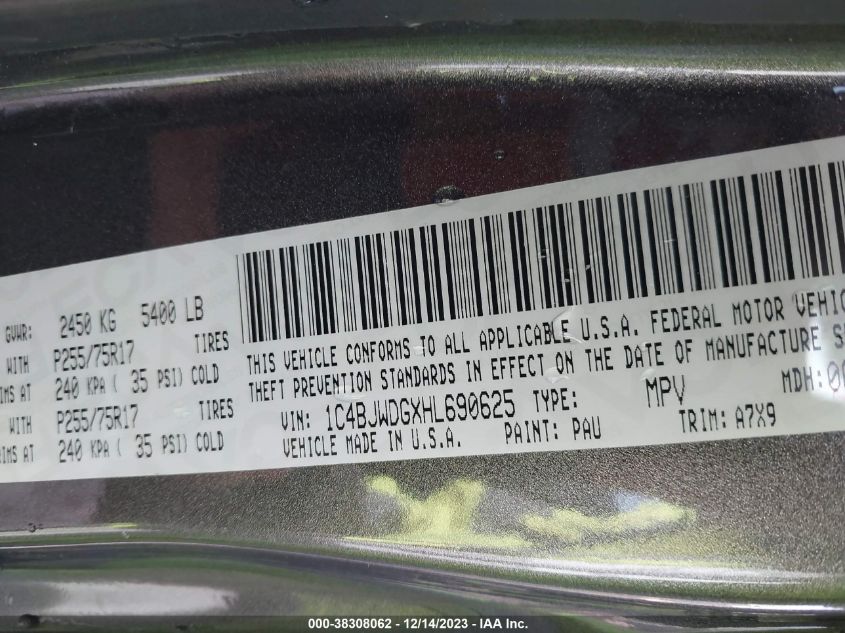 GVWR: 2450 KG 5400 LB
WITH P255/75R17 TIRES
IMS AT 240 KPA ( 35 PSI) COLD
WITH P255/75R17 TIRES
IMS AT 240 KPA ( 35 PSI) COLD
THIS VEHICLE CONFORMS TO ALL APPLICABLE U.S.A. FEDERAL MOTOR VEHIC
THEFT PREVENTION STANDARDS IN EFFECT ON THE DATE OF MANUFACTURE S
VIN: 1C4BJWDGXHL690625 TYPE: MPV MDH:
VEHICLE MADE IN U.S.A. PAINT: PAU TRIM: A7X9
000-38308062 - 12/14/2023 - IAA Inc.